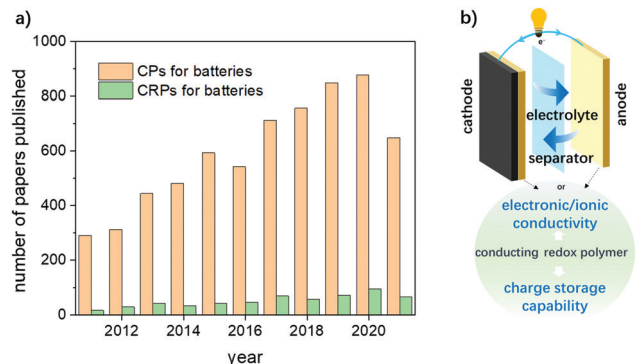 a)
number of papers published
1000
800
600
400
200
0
CPs for batteries
CRPs for batteries
2012 2014 2016 2018 2020
year
b)
e⁻
cathode
electrolyte
separator
anode
or
electronic/ionic
conductivity
conducting redox polymer
charge storage
capability